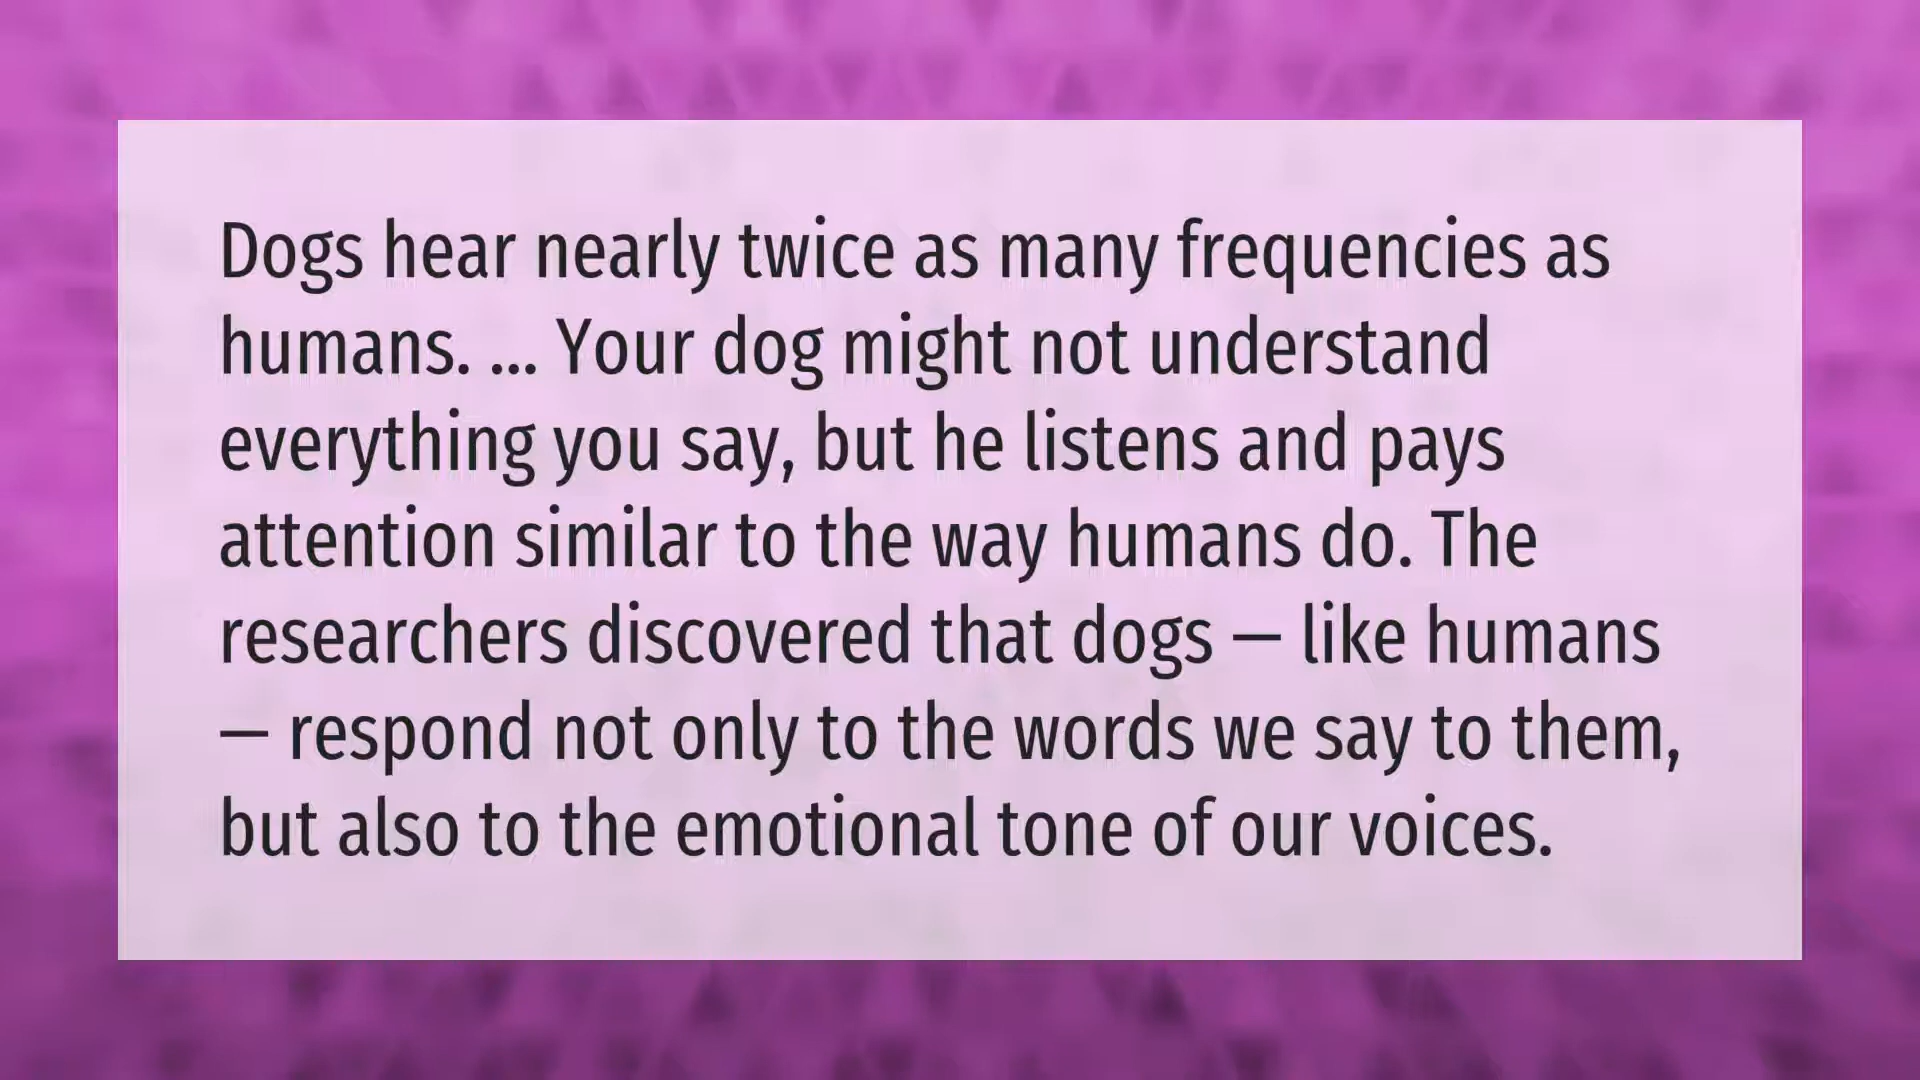 Dogs hear nearly twice as many frequencies as
humans. ... Your dog might not understand
everything you say, but he listens and pays
attention similar to the way humans do. The
researchers discovered that dogs — like humans
— respond not only to the words we say to them,
but also to the emotional tone of our voices.